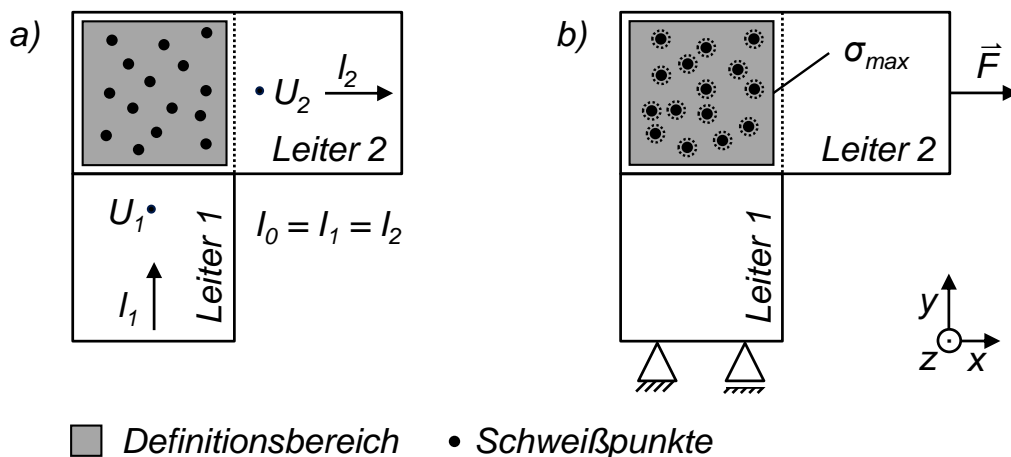 a)
I₂
U₂
Leiter 2
U₁
I₀ = I₁ = I₂
Leiter 1
I₁
b)
σmax
F⃗
Leiter 2
Leiter 1
y
z
x
Definitionsbereich
Schweißpunkte